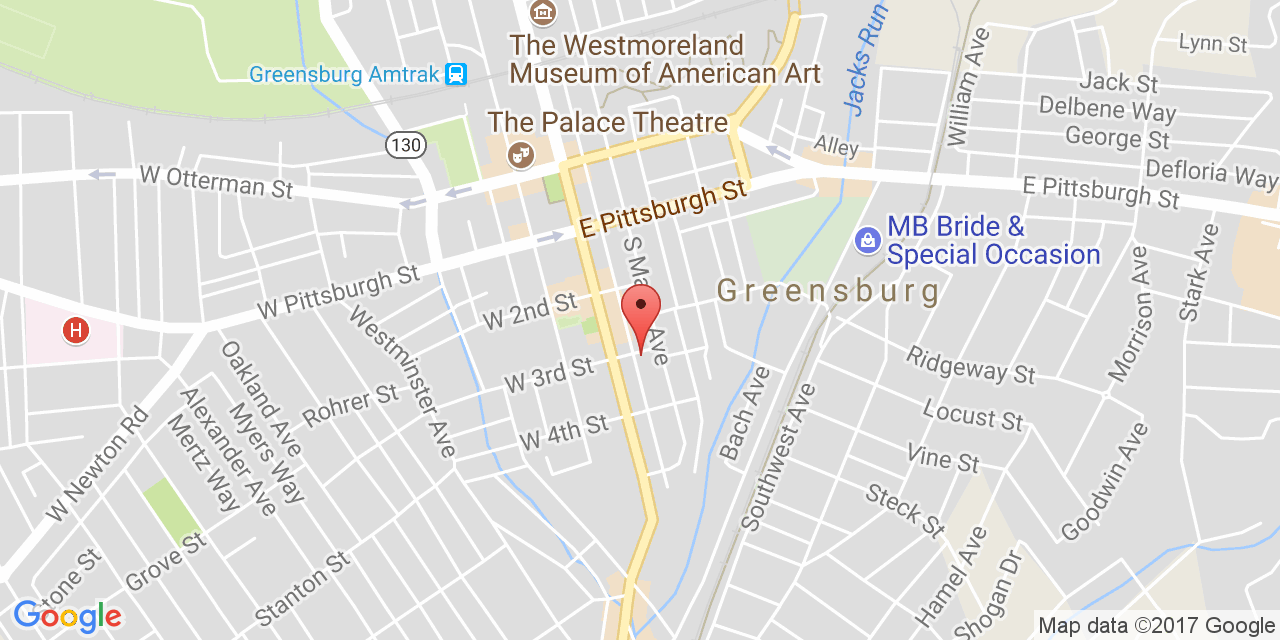 The Westmoreland
Museum of American Art
Greensburg Amtrak
The Palace Theatre
130
W Otterman St
E Pittsburgh St
Jacks Run
William Ave
Lynn St
Jack St
Delbene Way
George St
Alley
Defloria Way
E Pittsburgh St
MB Bride &
Special Occasion
Greensburg
S Ma
Ave
W Pittsburgh St
W 2nd St
W 3rd St
W 4th St
H
Westminster Ave
Oakland Ave
Rohrer St
Myers Way
Alexander Ave
Mertz Way
W Newton Rd
Grove St
Stanton St
Stone St
Bach Ave
Southwest Ave
Ridgeway St
Locust St
Vine St
Steck St
Morrison Ave
Stark Ave
Goodwin Ave
Hamel Ave
Shogan Dr
Google
Map data ©2017 Google